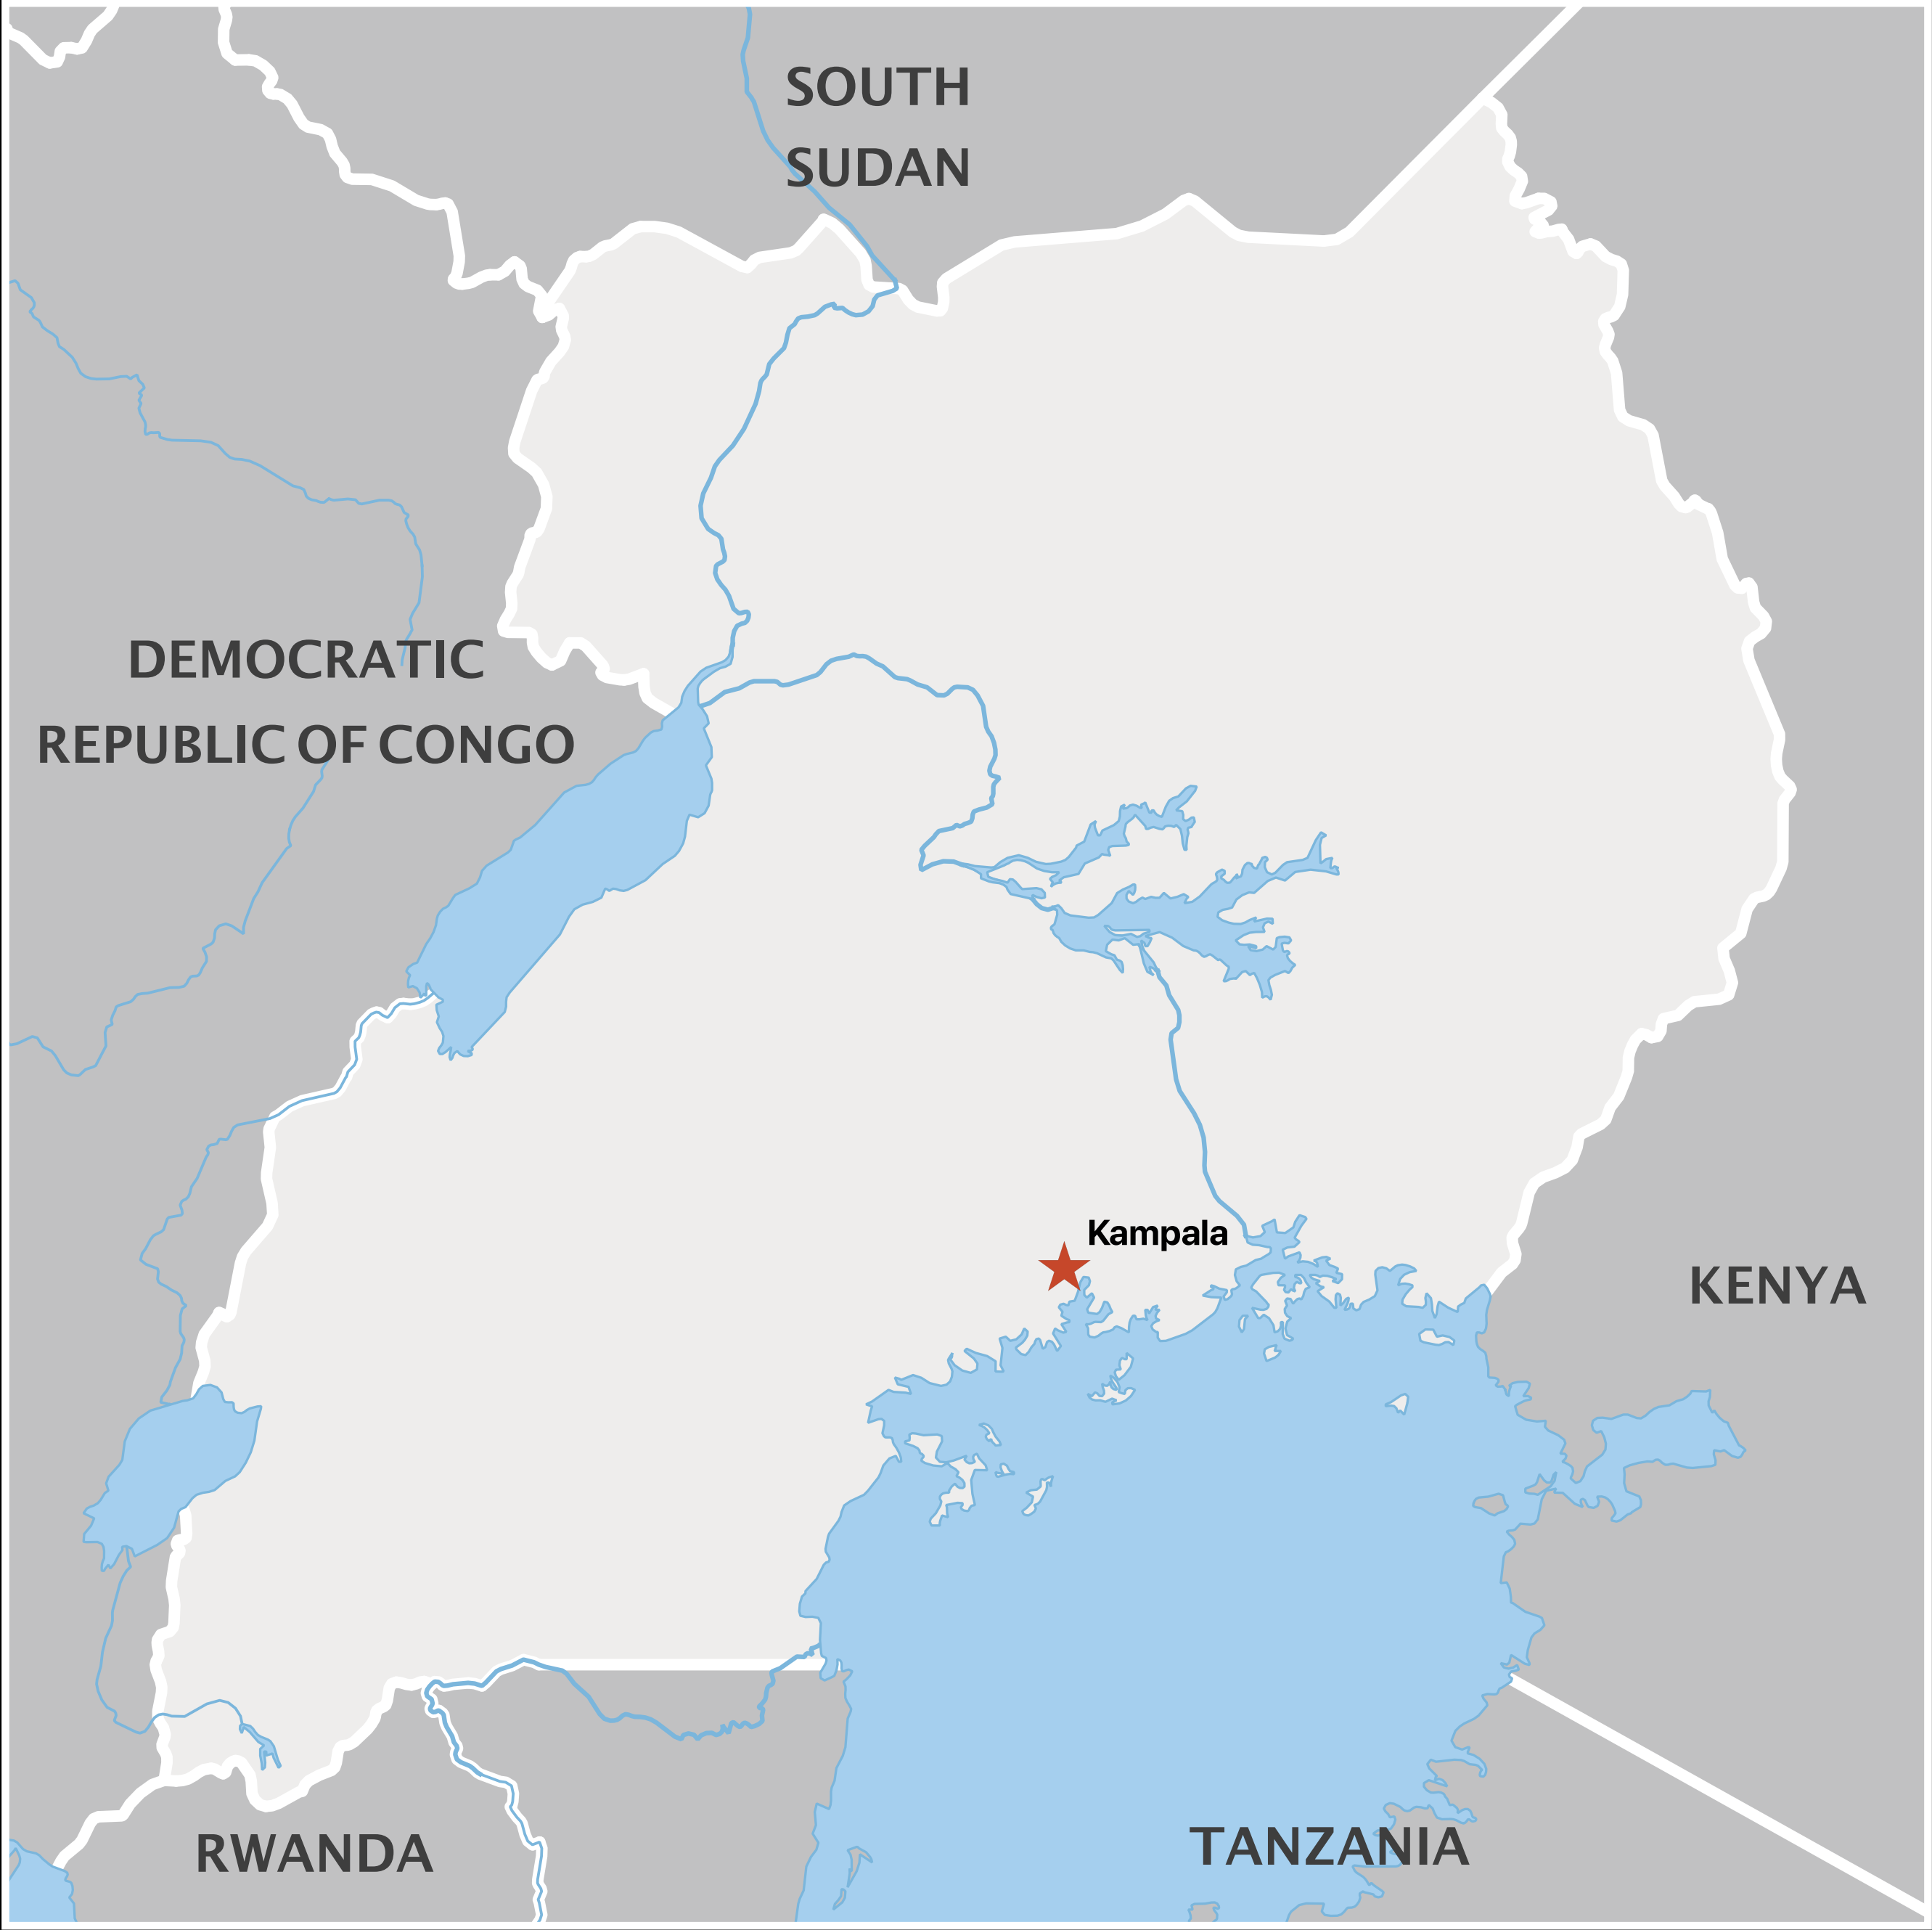 SOUTH
SUDAN
DEMOCRATIC
REPUBLIC OF CONGO
Kampala
KENYA
RWANDA
TANZANIA